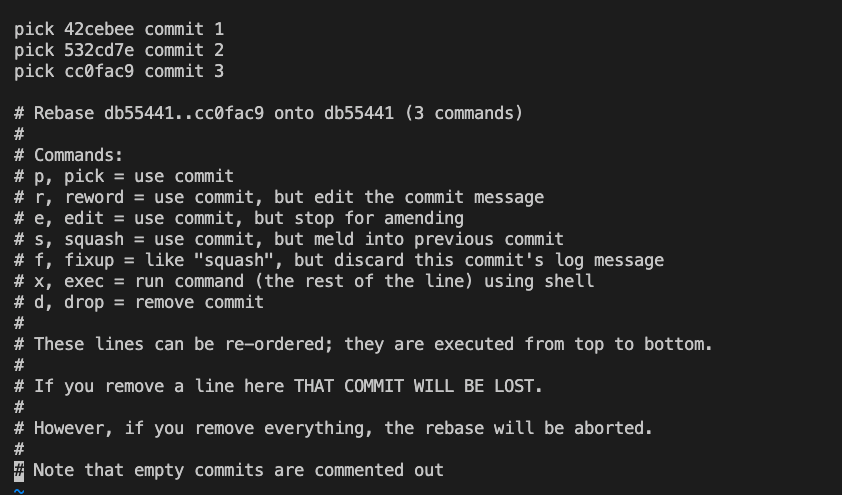 pick 42cebee commit 1
pick 532cd7e commit 2
pick cc0fac9 commit 3
# Rebase db55441..cc0fac9 onto db55441 (3 commands)
#
# Commands:
# p, pick = use commit
# r, reword = use commit, but edit the commit message
# e, edit = use commit, but stop for amending
# s, squash = use commit, but meld into previous commit
# f, fixup = like "squash", but discard this commit's log message
# x, exec = run command (the rest of the line) using shell
# d, drop = remove commit
#
# These lines can be re-ordered; they are executed from top to bottom.
#
# If you remove a line here THAT COMMIT WILL BE LOST.
#
# However, if you remove everything, the rebase will be aborted.
#
# Note that empty commits are commented out
~